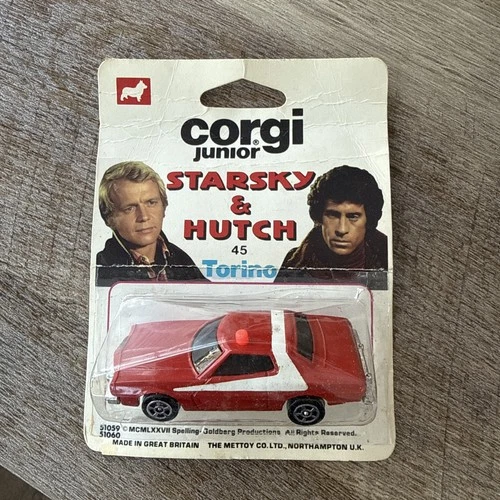 corgi
junior®
STARSKY
&
HUTCH
45
Torino
51059 © MCMLXXVII Spelling-Goldberg Productions All Rights Reserved.
51060
MADE IN GREAT BRITAIN THE METTOY CO. LTD., NORTHAMPTON U.K.